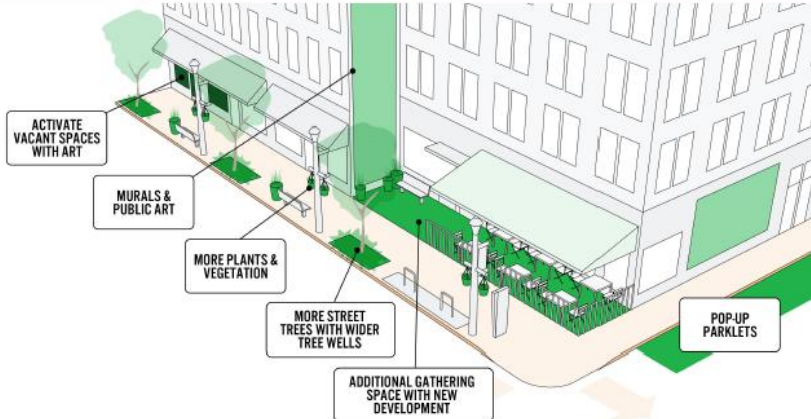 ACTIVATE
VACANT SPACES
WITH ART
MURALS &
PUBLIC ART
MORE PLANTS &
VEGETATION
MORE STREET
TREES WITH WIDER
TREE WELLS
ADDITIONAL GATHERING
SPACE WITH NEW
DEVELOPMENT
POP-UP
PARKLETS